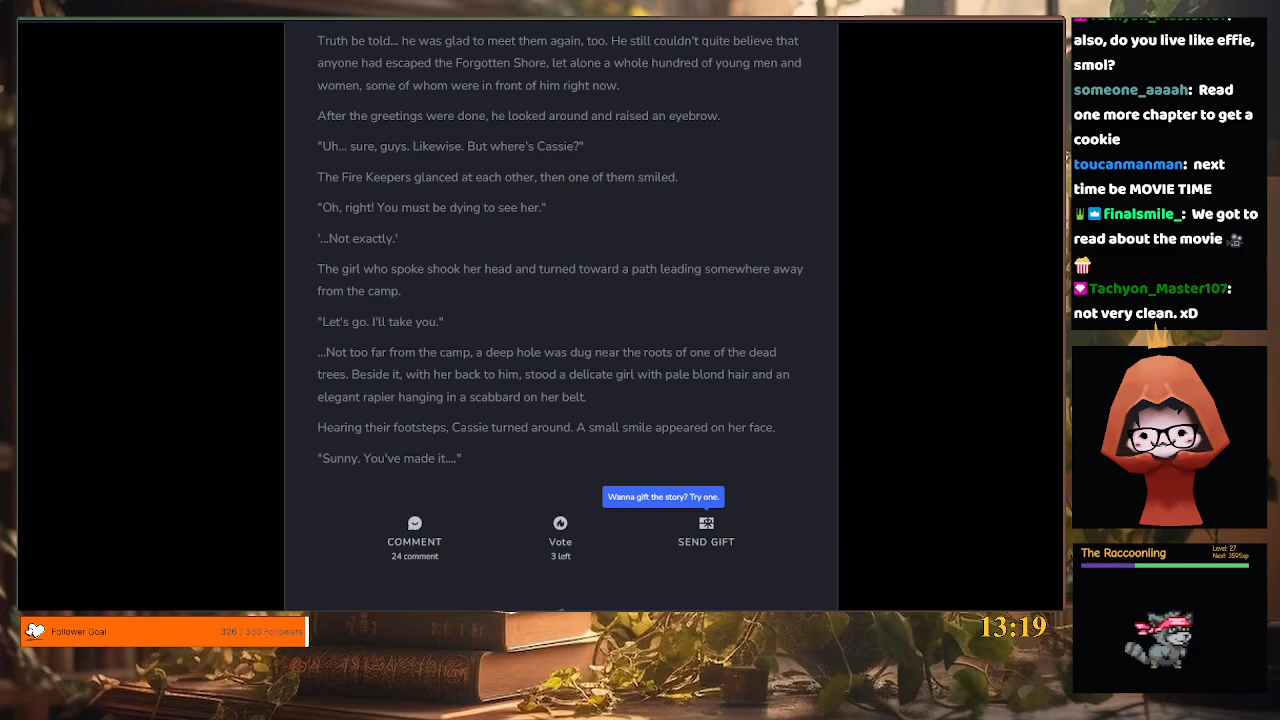 Truth be told... he was glad to meet them again, too. He still couldn't quite believe that
anyone had escaped the Forgotten Shore, let alone a whole hundred of young men and
women, some of whom were in front of him right now.
After the greetings were done, he looked around and raised an eyebrow.
"Uh... sure, guys. Likewise. But where's Cassie?"
The Fire Keepers glanced at each other, then one of them smiled.
"Oh, right! You must be dying to see her."
'...Not exactly.'
The girl who spoke shook her head and turned toward a path leading somewhere away
from the camp.
"Let's go. I'll take you."
...Not too far from the camp, a deep hole was dug near the roots of one of the dead
trees. Beside it, with her back to him, stood a delicate girl with pale blond hair and an
elegant rapier hanging in a scabbard on her belt.
Hearing their footsteps, Cassie turned around. A small smile appeared on her face.
"Sunny. You've made it...."
Wanna gift the story? Try one.
COMMENT
24 comment
Vote
3 left
SEND GIFT
also, do you live like effie,
smol?
someone_aaaah: Read
one more chapter to get a
cookie
toucanmanman: next
time be MOVIE TIME
finalsmile_: We got to
read about the movie
Tachyon_Master107:
not very clean. xD
The Raccoonling
Level: 27
Next: 3595xp
Follower Goal
326 / 330 Followers
13:19